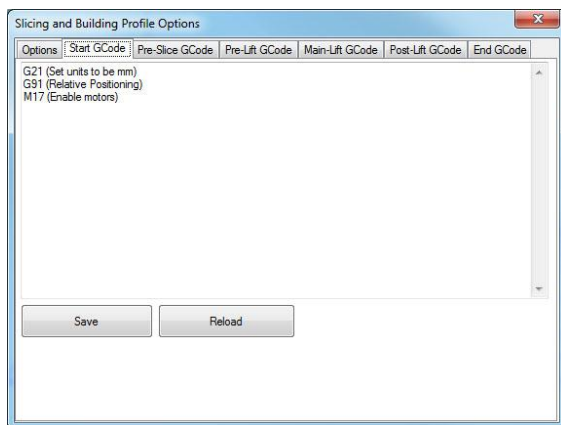 Slicing and Building Profile Options
x
Options Start GCode Pre-Slice GCode Pre-Lift GCode Main-Lift GCode Post-Lift GCode End GCode
G21 (Set units to be mm)
G91 (Relative Positioning)
M17 (Enable motors)
Save Reload